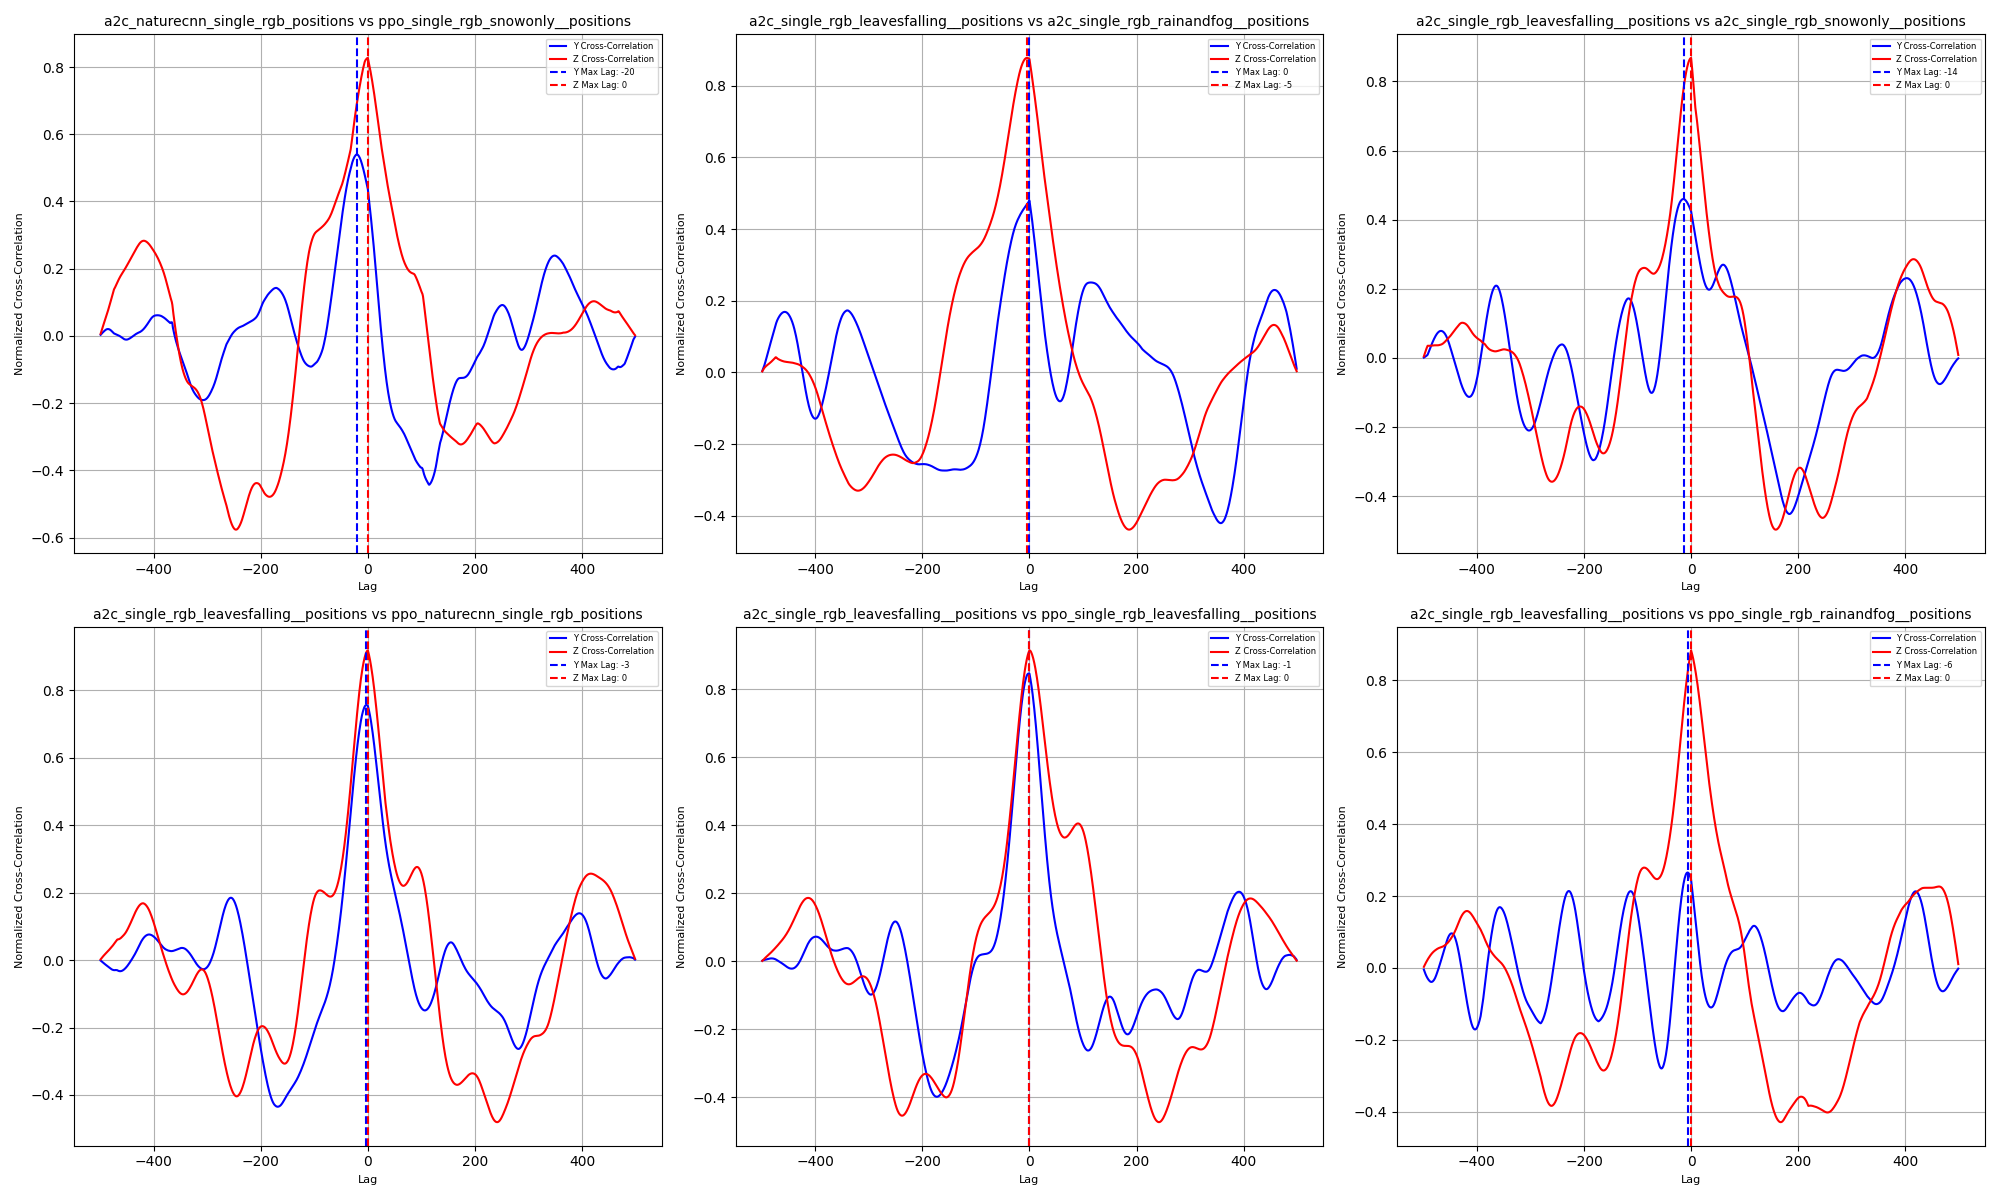 a2c_naturecnn_single_rgb_positions vs ppo_single_rgb_snowonly__positions
Normalized Cross-Correlation
0.8
0.6
0.4
0.2
0.0
−0.2
−0.4
−0.6
Y Cross-Correlation
Z Cross-Correlation
Y Max Lag: -20
Z Max Lag: 0
−400 −200 0 200 400
Lag
a2c_single_rgb_leavesfalling__positions vs a2c_single_rgb_rainandfog__positions
Normalized Cross-Correlation
0.8
0.6
0.4
0.2
0.0
−0.2
−0.4
Y Cross-Correlation
Z Cross-Correlation
Y Max Lag: 0
Z Max Lag: -5
−400 −200 0 200 400
Lag
a2c_single_rgb_leavesfalling__positions vs a2c_single_rgb_snowonly__positions
Normalized Cross-Correlation
0.8
0.6
0.4
0.2
0.0
−0.2
−0.4
Y Cross-Correlation
Z Cross-Correlation
Y Max Lag: -14
Z Max Lag: 0
−400 −200 0 200 400
Lag
a2c_single_rgb_leavesfalling__positions vs ppo_naturecnn_single_rgb_positions
Normalized Cross-Correlation
0.8
0.6
0.4
0.2
0.0
−0.2
−0.4
Y Cross-Correlation
Z Cross-Correlation
Y Max Lag: -3
Z Max Lag: 0
−400 −200 0 200 400
Lag
a2c_single_rgb_leavesfalling__positions vs ppo_single_rgb_leavesfalling__positions
Normalized Cross-Correlation
0.8
0.6
0.4
0.2
0.0
−0.2
−0.4
Y Cross-Correlation
Z Cross-Correlation
Y Max Lag: -1
Z Max Lag: 0
−400 −200 0 200 400
Lag
a2c_single_rgb_leavesfalling__positions vs ppo_single_rgb_rainandfog__positions
Normalized Cross-Correlation
0.8
0.6
0.4
0.2
0.0
−0.2
−0.4
Y Cross-Correlation
Z Cross-Correlation
Y Max Lag: -6
Z Max Lag: 0
−400 −200 0 200 400
Lag